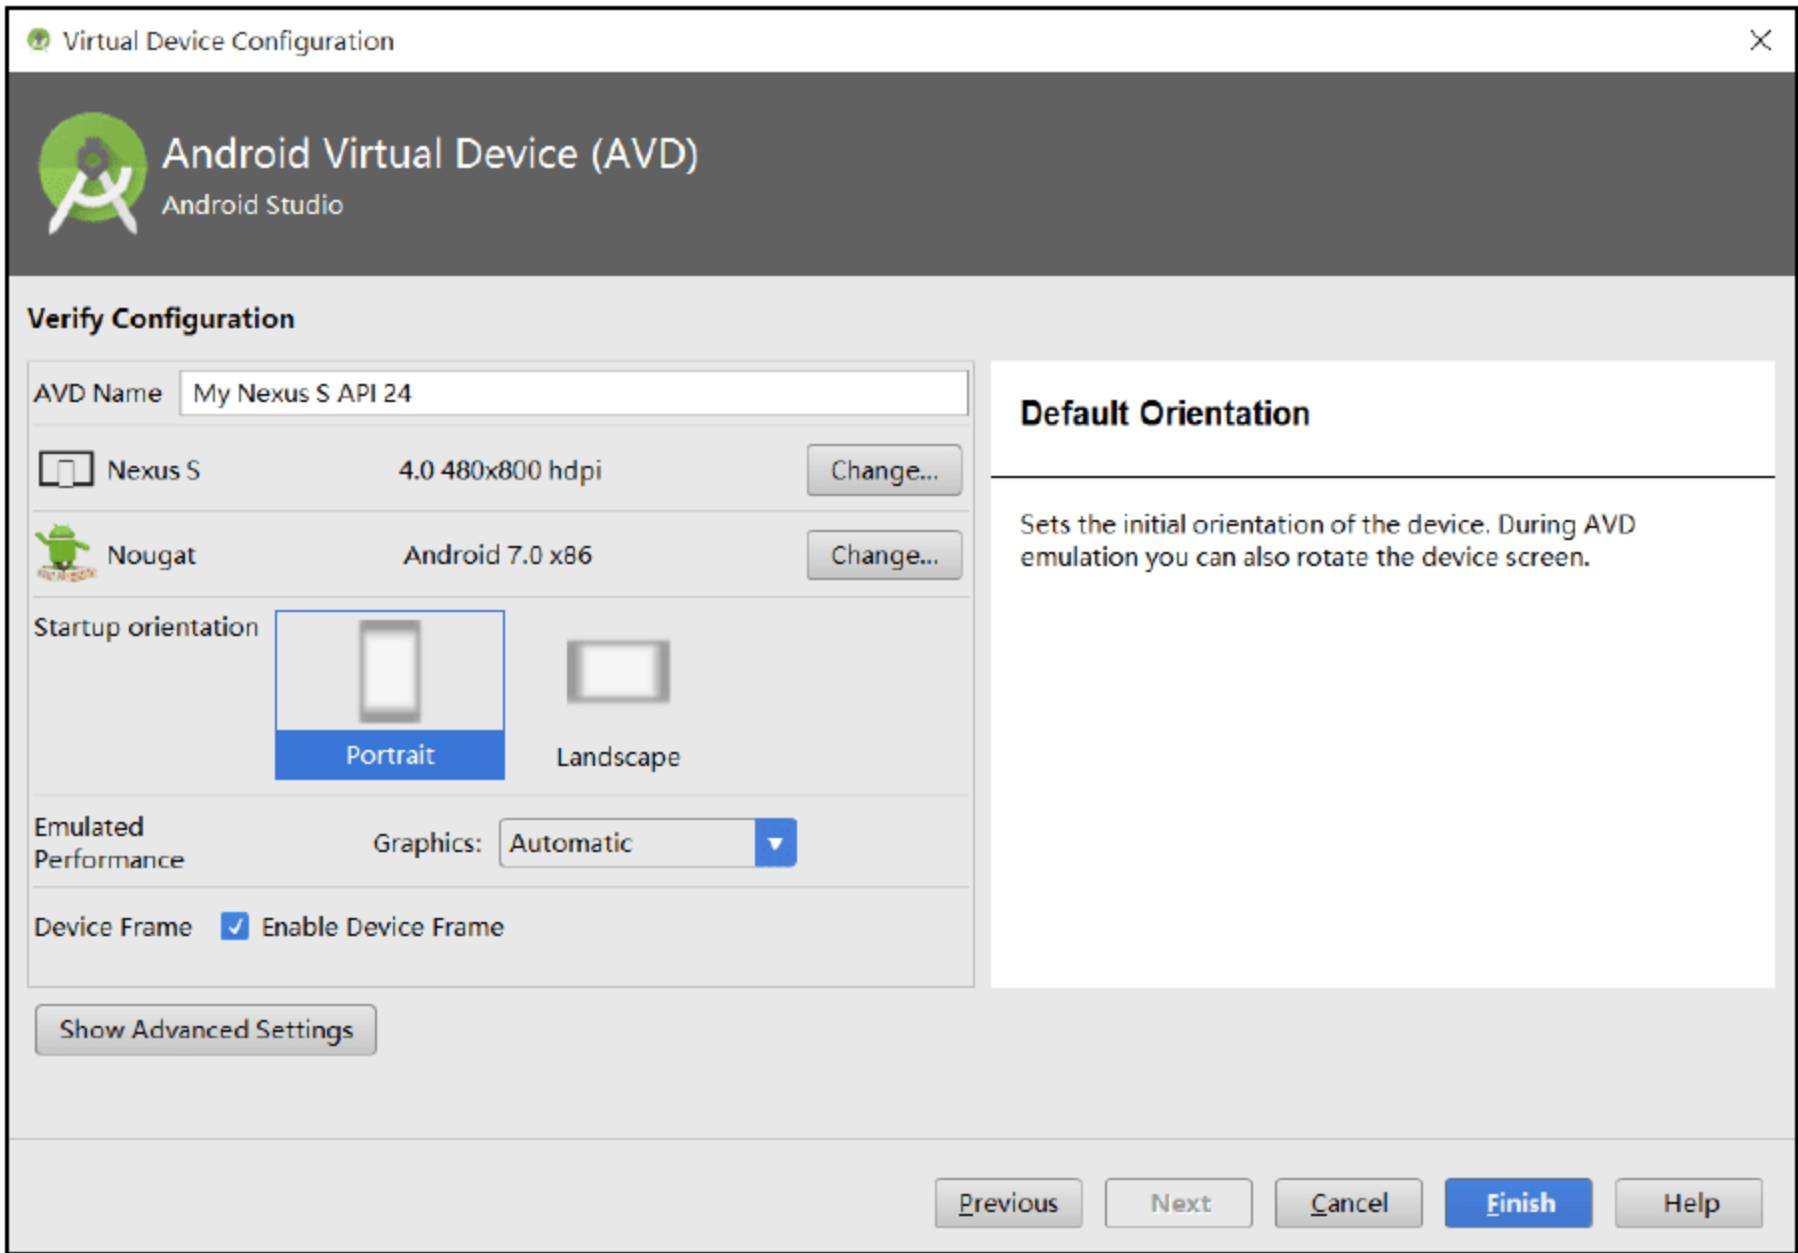 Virtual Device Configuration
Android Virtual Device (AVD)
Android Studio
Verify Configuration
AVD Name My Nexus S API 24
Nexus S 4.0 480x800 hdpi Change...
Nougat Android 7.0 x86 Change...
Startup orientation
Portrait
Landscape
Emulated
Performance
Graphics: Automatic
Device Frame Enable Device Frame
Show Advanced Settings
Default Orientation
Sets the initial orientation of the device. During AVD
emulation you can also rotate the device screen.
Previous Next Cancel Finish Help